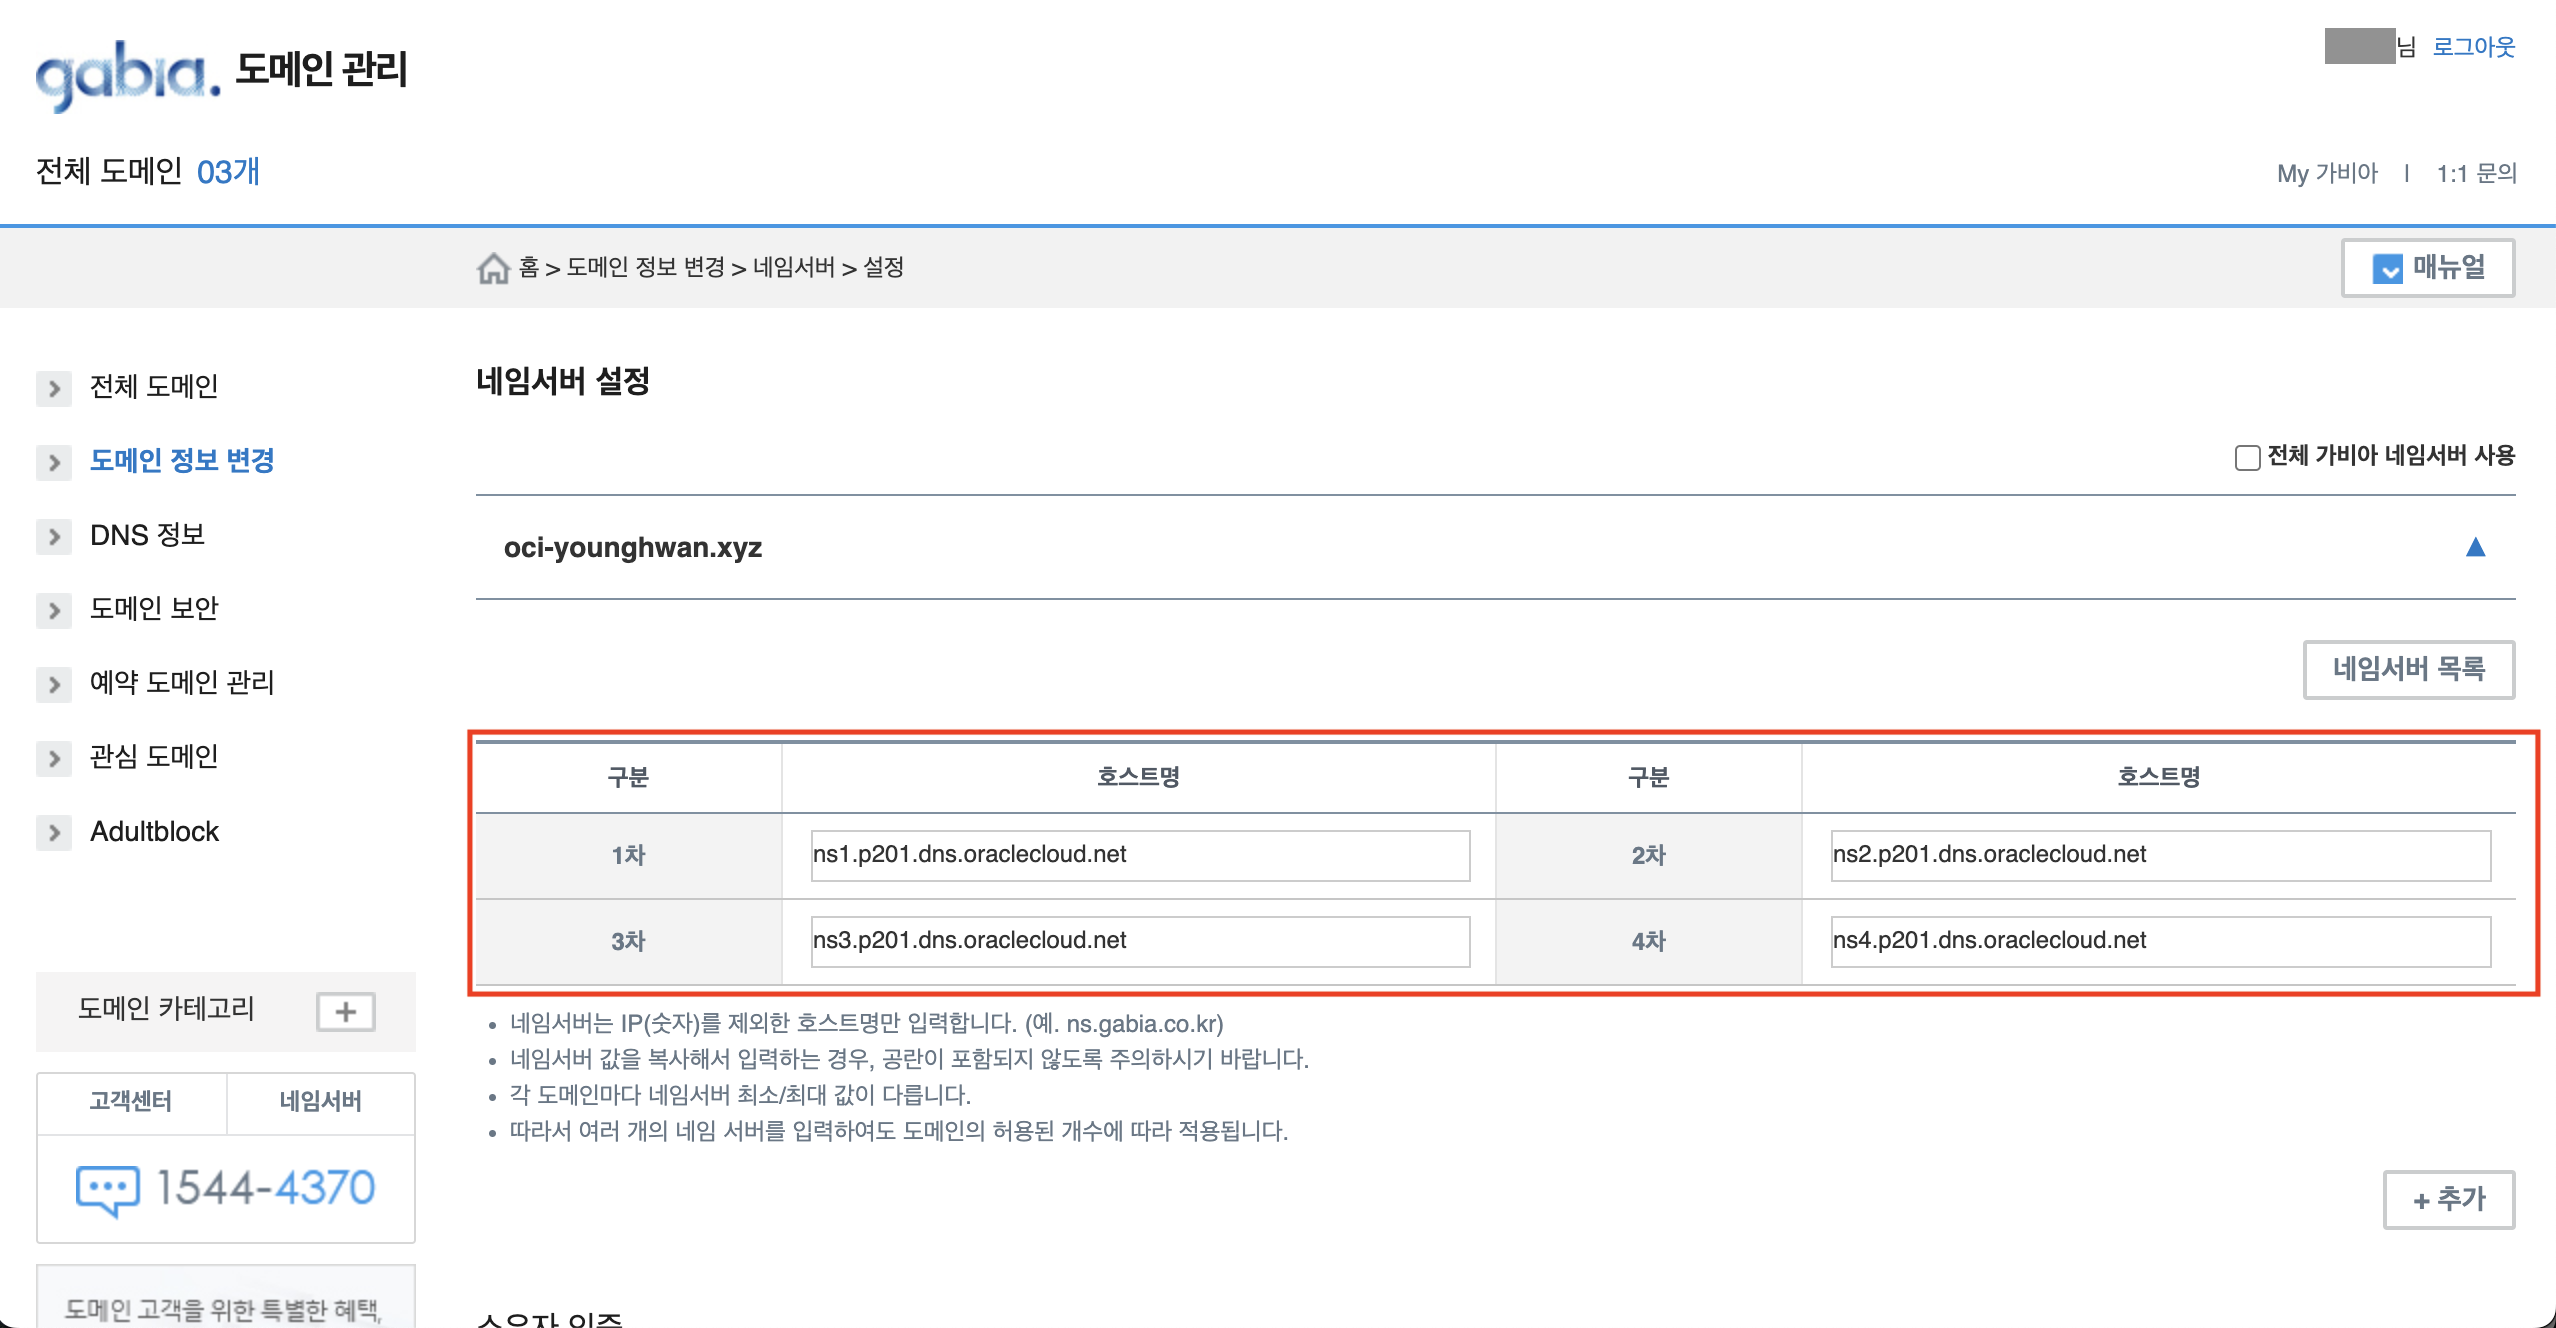 gabia. 도메인 관리
님 로그아웃
전체 도메인 03개
My 가비아 | 1:1 문의
홈 > 도메인 정보 변경 > 네임서버 > 설정
매뉴얼
전체 도메인
도메인 정보 변경
DNS 정보
도메인 보안
예약 도메인 관리
관심 도메인
Adultblock
도메인 카테고리 +
고객센터 네임서버
1544-4370
도메인 고객을 위한 특별한 혜택,
네임서버 설정
전체 가비아 네임서버 사용
oci-younghwan.xyz ▲
네임서버 목록
구분 호스트명 구분 호스트명
1차 ns1.p201.dns.oraclecloud.net 2차 ns2.p201.dns.oraclecloud.net
3차 ns3.p201.dns.oraclecloud.net 4차 ns4.p201.dns.oraclecloud.net
• 네임서버는 IP(숫자)를 제외한 호스트명만 입력합니다. (예. ns.gabia.co.kr)
• 네임서버 값을 복사해서 입력하는 경우, 공란이 포함되지 않도록 주의하시기 바랍니다.
• 각 도메인마다 네임서버 최소/최대 값이 다릅니다.
• 따라서 여러 개의 네임 서버를 입력하여도 도메인의 허용된 개수에 따라 적용됩니다.
+ 추가
소유자 인증